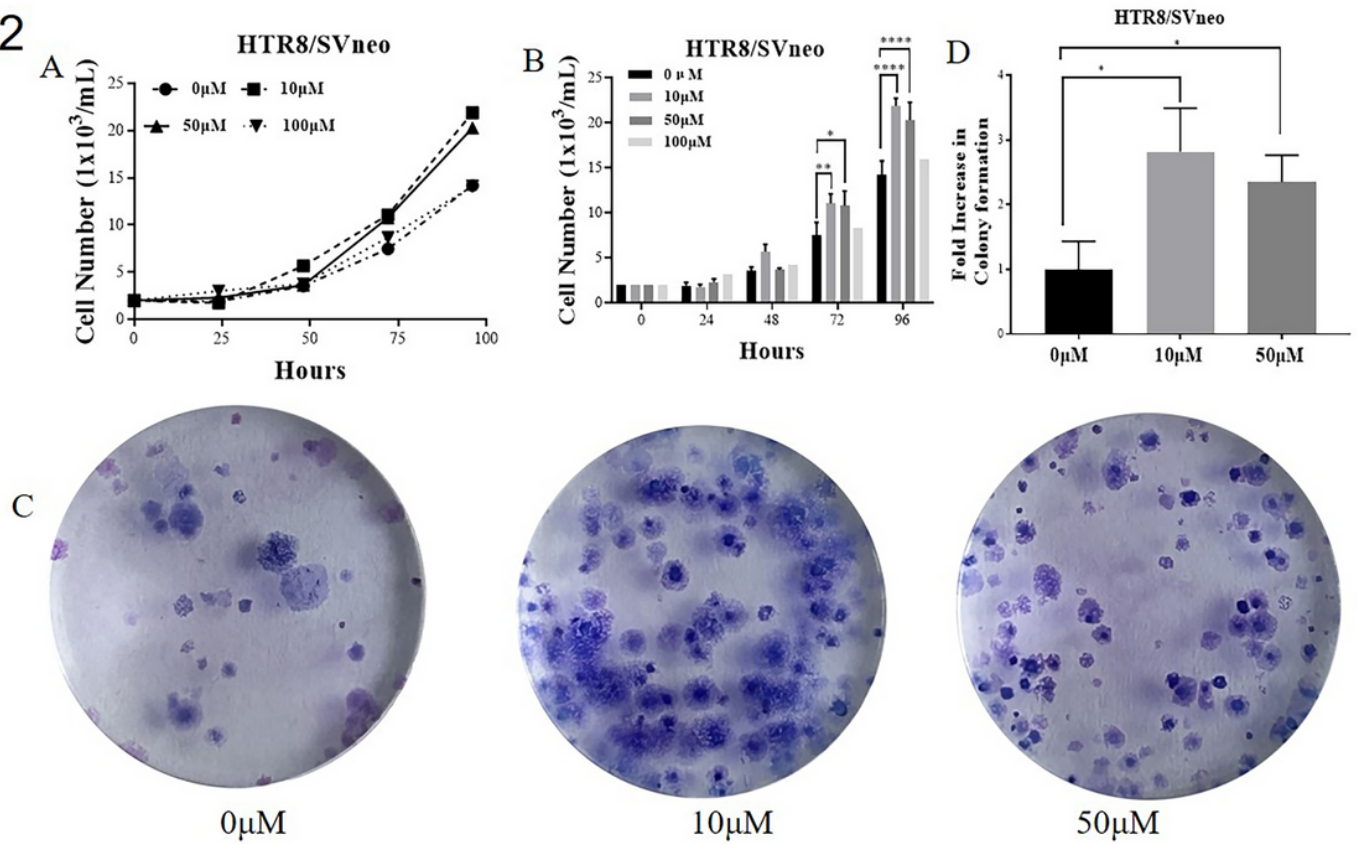 2
A
HTR8/SVneo
0μM 10μM
50μM 100μM
Cell Number (1x10³/mL)
25
20
15
10
5
0
0 25 50 75 100
Hours
B
HTR8/SVneo
0 μ M
10μM
50μM
100μM
Cell Number (1x10³/mL)
25
20
15
10
5
0
** * **** ****
0 24 48 72 96
Hours
D
HTR8/SVneo
*
*
Fold Increase in
Colony formation
4
3
2
1
0
0μM 10μM 50μM
C
0μM 10μM 50μM